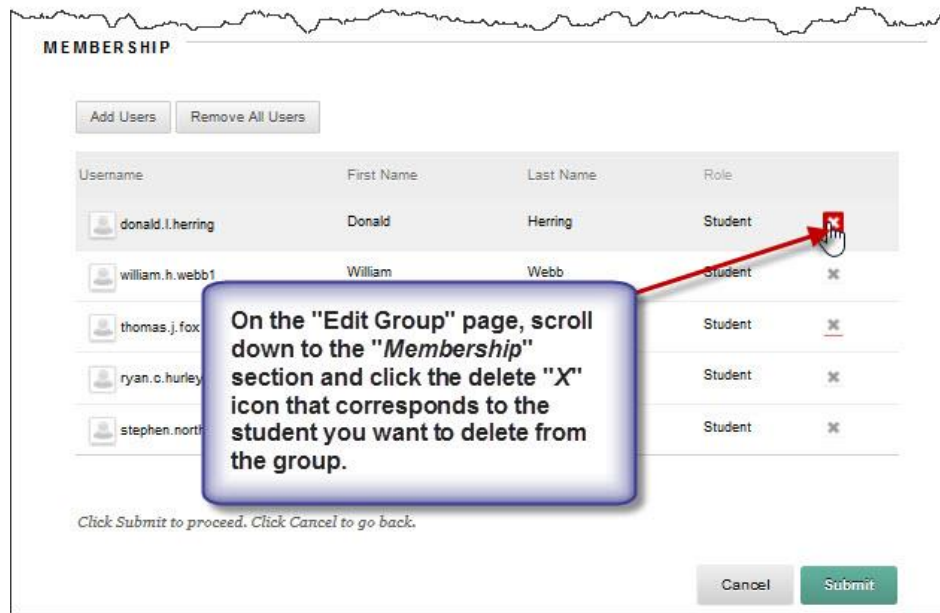 MEMBERSHIP
Add Users Remove All Users
Username First Name Last Name Role
donald.l.herring Donald Herring Student
william.h.webb1 William Webb Student
thomas.j.fox Student
ryan.c.hurley Student
stephen.north Student
On the "Edit Group" page, scroll
down to the "Membership"
section and click the delete "X"
icon that corresponds to the
student you want to delete from
the group.
Click Submit to proceed. Click Cancel to go back.
Cancel Submit